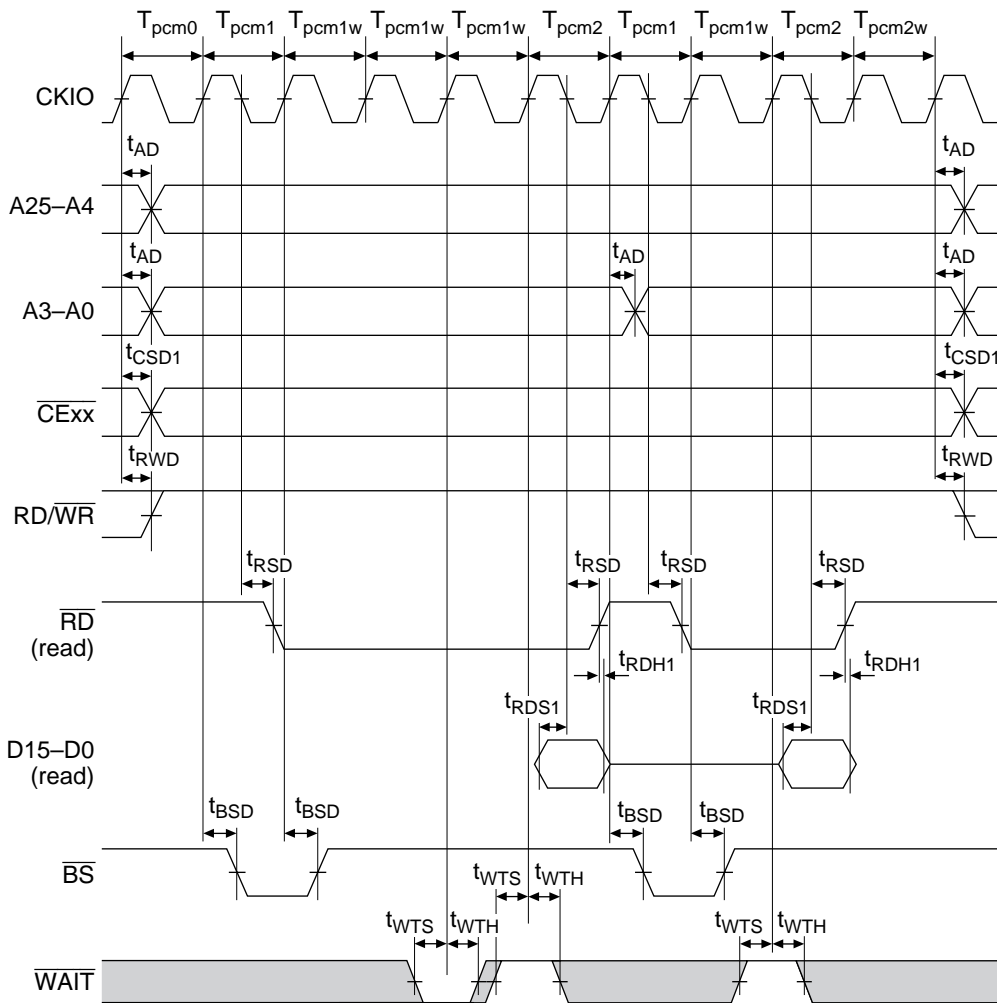 Tpcm0 Tpcm1 Tpcm1w Tpcm1w Tpcm1w Tpcm2 Tpcm1 Tpcm1w Tpcm2 Tpcm2w
CKIO
tAD tAD
A25–A4
tAD tAD tAD
A3–A0
tCSD1 tCSD1
CExx
tRWD tRWD
RD/WR
tRSD tRSD tRSD tRSD
RD
(read)
tRDH1 tRDH1
tRDS1 tRDS1
D15–D0
(read)
tBSD tBSD tBSD tBSD
BS
tWTS tWTH
tWTS tWTH tWTS tWTH
WAIT